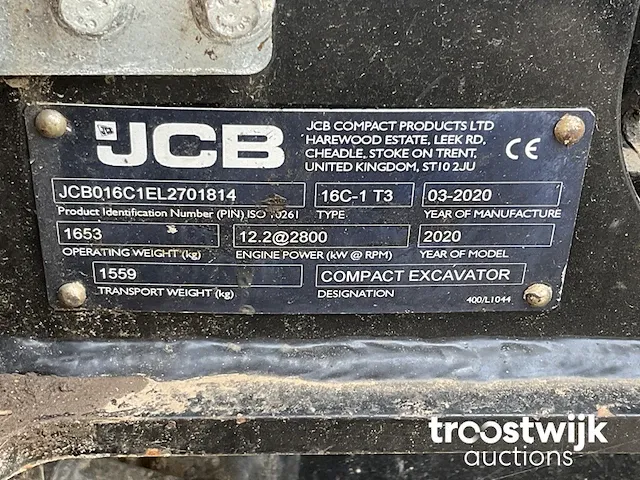 JCB
JCB COMPACT PRODUCTS LTD
HAREWOOD ESTATE, LEEK RD,
CHEADLE, STOKE ON TRENT,
UNITED KINGDOM, ST10 2JU
CE
JCB016C1EL2701814
16C-1 T3
03-2020
Product Identification Number (PIN) ISO 10261
TYPE
YEAR OF MANUFACTURE
1653
12.2@2800
2020
OPERATING WEIGHT (kg)
ENGINE POWER (kW @ RPM)
YEAR OF MODEL
1559
COMPACT EXCAVATOR
TRANSPORT WEIGHT (kg)
DESIGNATION
400/L1044
troostwijk
auctions